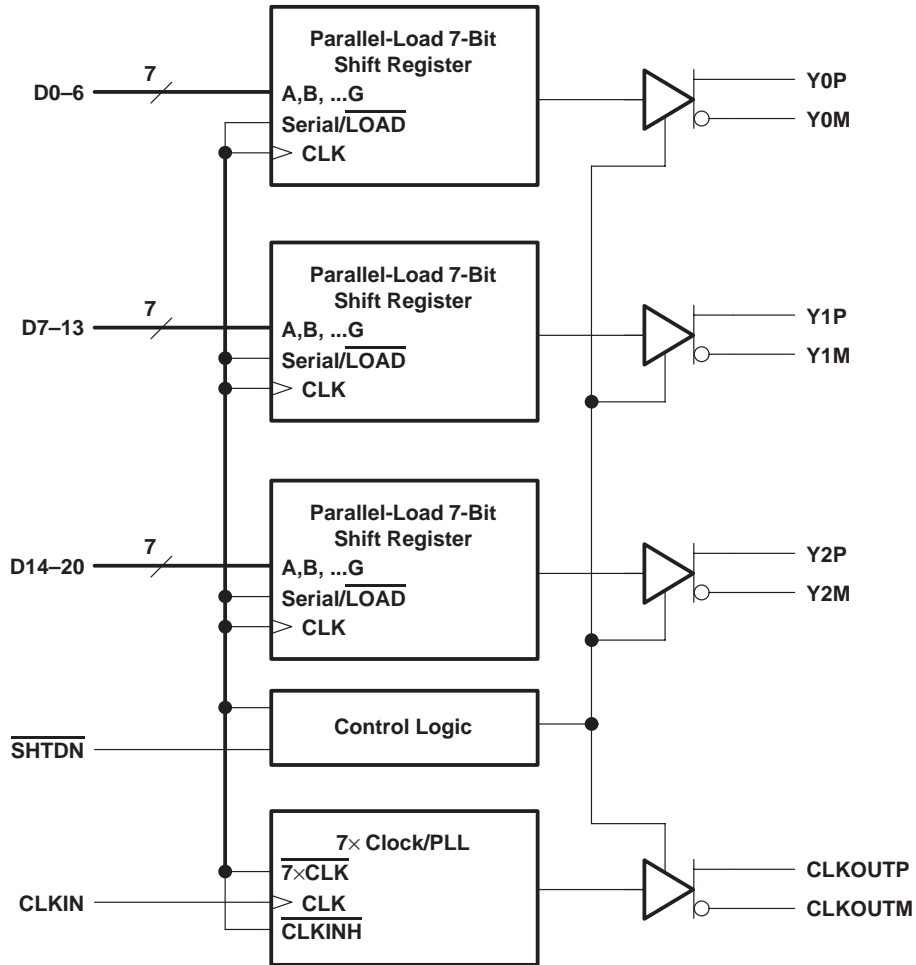 Parallel-Load 7-Bit
Shift Register
7
D0–6
A,B, ...G
Serial/LOAD
CLK
Y0P
Y0M
Parallel-Load 7-Bit
Shift Register
7
D7–13
A,B, ...G
Serial/LOAD
CLK
Y1P
Y1M
Parallel-Load 7-Bit
Shift Register
7
D14–20
A,B, ...G
Serial/LOAD
CLK
Y2P
Y2M
Control Logic
SHTDN
7× Clock/PLL
7×CLK
CLKIN
CLK
CLKINH
CLKOUTP
CLKOUTM